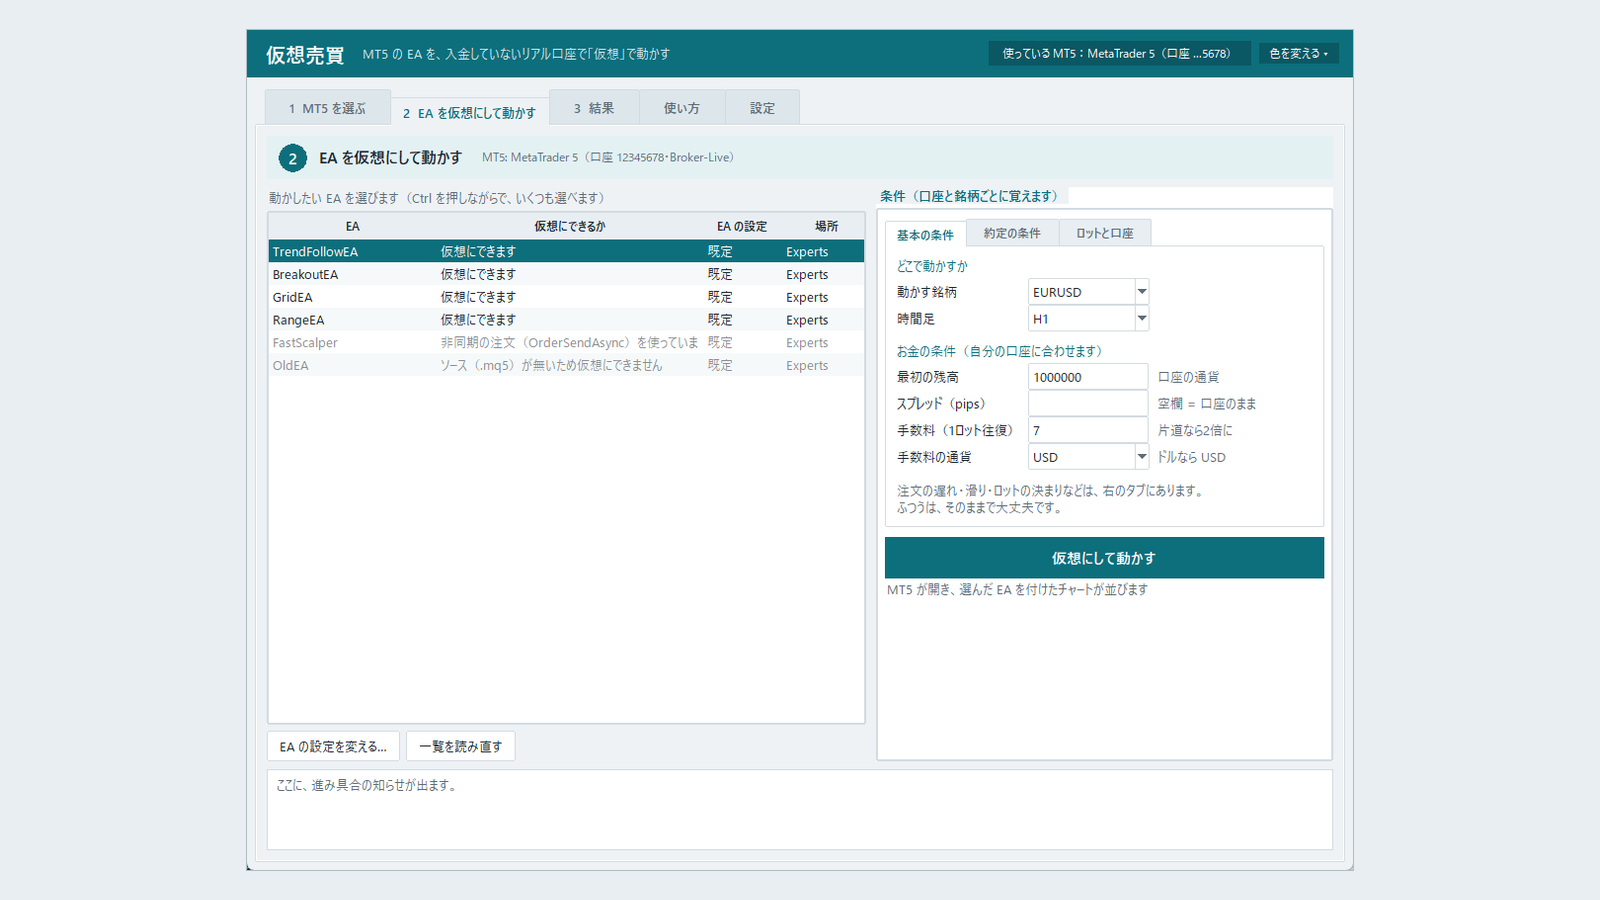 仮想売買 MT5 の EA を、入金していないリアル口座で「仮想」で動かす 使っている MT5：MetaTrader 5（口座 ...5678） 色を変える
1 MT5 を選ぶ 2 EA を仮想にして動かす 3 結果 使い方 設定
2 EA を仮想にして動かす MT5: MetaTrader 5（口座 12345678・Broker-Live）
動かしたい EA を選びます（Ctrl を押しながらで、いくつも選べます）
EA 仮想にできるか EA の設定 場所
TrendFollowEA 仮想にできます 既定 Experts
BreakoutEA 仮想にできます 既定 Experts
GridEA 仮想にできます 既定 Experts
RangeEA 仮想にできます 既定 Experts
FastScalper 非同期の注文（OrderSendAsync）を使っていま 既定 Experts
OldEA ソース（.mq5）が無いため仮想にできません 既定 Experts
EA の設定を変える... 一覧を読み直す
条件（口座と銘柄ごとに覚えます）
基本の条件 約定の条件 ロットと口座
どこで動かすか
動かす銘柄 EURUSD
時間足 H1
お金の条件（自分の口座に合わせます）
最初の残高 1000000 口座の通貨
スプレッド（pips） 空欄 = 口座のまま
手数料（1ロット往復） 7 片道なら2倍に
手数料の通貨 USD ドルなら USD
注文の遅れ・滑り・ロットの決まりなどは、右のタブにあります。
ふつうは、そのままで大丈夫です。
仮想にして動かす
MT5 が開き、選んだ EA を付けたチャートが並びます
ここに、進み具合の知らせが出ます。